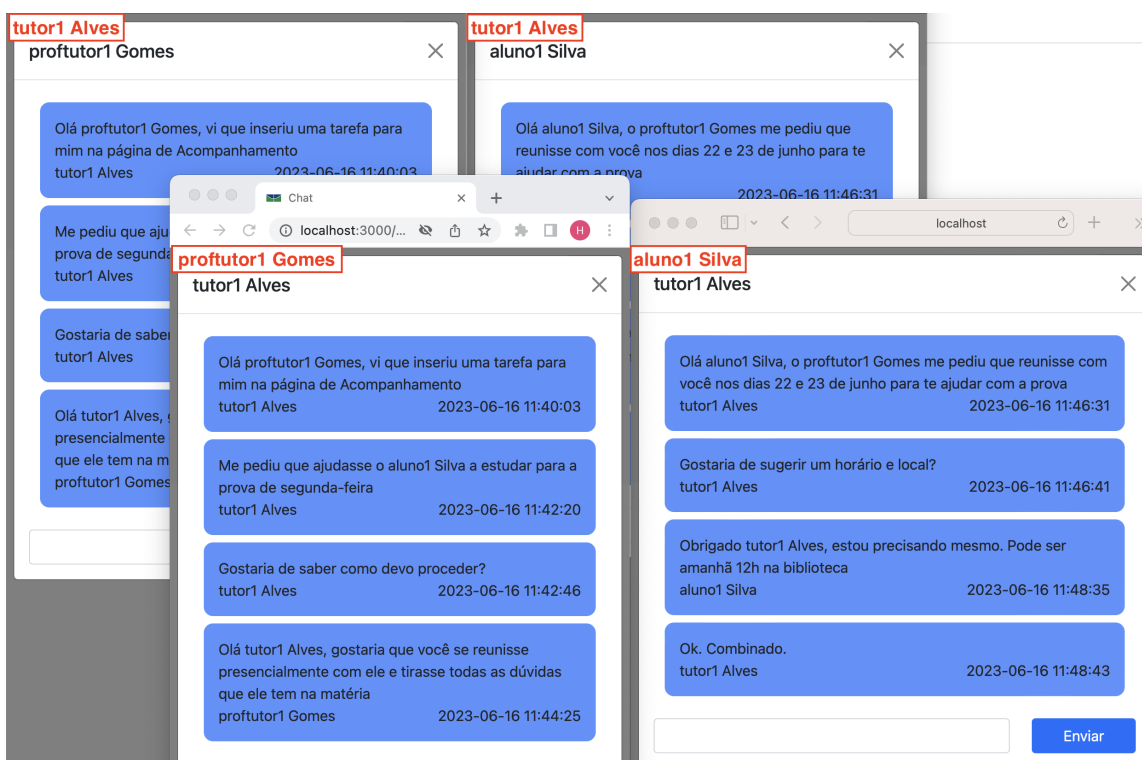 tutor1 Alves
proftutor1 Gomes
Olá proftutor1 Gomes, vi que inseriu uma tarefa para
mim na página de Acompanhamento
tutor1 Alves 2023-06-16 11:40:03
Me pediu que aju
prova de segunda
tutor1 Alves
Gostaria de saber
tutor1 Alves
Olá tutor1 Alves,
presencialmente
que ele tem na m
proftutor1 Gomes
tutor1 Alves
aluno1 Silva
Olá aluno1 Silva, o proftutor1 Gomes me pediu que
reunisse com você nos dias 22 e 23 de junho para te
ajudar com a prova
2023-06-16 11:46:31
Chat
localhost:3000/...
H
proftutor1 Gomes
tutor1 Alves
Olá proftutor1 Gomes, vi que inseriu uma tarefa para
mim na página de Acompanhamento
tutor1 Alves 2023-06-16 11:40:03
Me pediu que ajudasse o aluno1 Silva a estudar para a
prova de segunda-feira
tutor1 Alves 2023-06-16 11:42:20
Gostaria de saber como devo proceder?
tutor1 Alves 2023-06-16 11:42:46
Olá tutor1 Alves, gostaria que você se reunisse
presencialmente com ele e tirasse todas as dúvidas
que ele tem na matéria
proftutor1 Gomes 2023-06-16 11:44:25
localhost
aluno1 Silva
tutor1 Alves
Olá aluno1 Silva, o proftutor1 Gomes me pediu que reunisse com
você nos dias 22 e 23 de junho para te ajudar com a prova
tutor1 Alves 2023-06-16 11:46:31
Gostaria de sugerir um horário e local?
tutor1 Alves 2023-06-16 11:46:41
Obrigado tutor1 Alves, estou precisando mesmo. Pode ser
amanhã 12h na biblioteca
aluno1 Silva 2023-06-16 11:48:35
Ok. Combinado.
tutor1 Alves 2023-06-16 11:48:43
Enviar